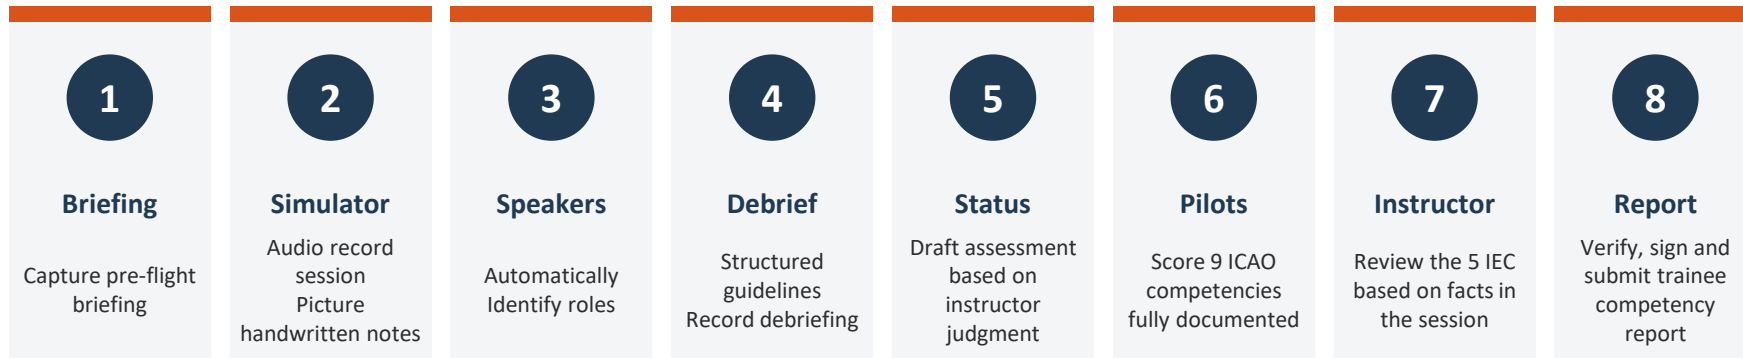 1
Briefing
Capture pre-flight
briefing
2
Simulator
Audio record
session
Picture
handwritten notes
3
Speakers
Automatically
Identify roles
4
Debrief
Structured
guidelines
Record debriefing
5
Status
Draft assessment
based on
instructor
judgment
6
Pilots
Score 9 ICAO
competencies
fully documented
7
Instructor
Review the 5 IEC
based on facts in
the session
8
Report
Verify, sign and
submit trainee
competency
report